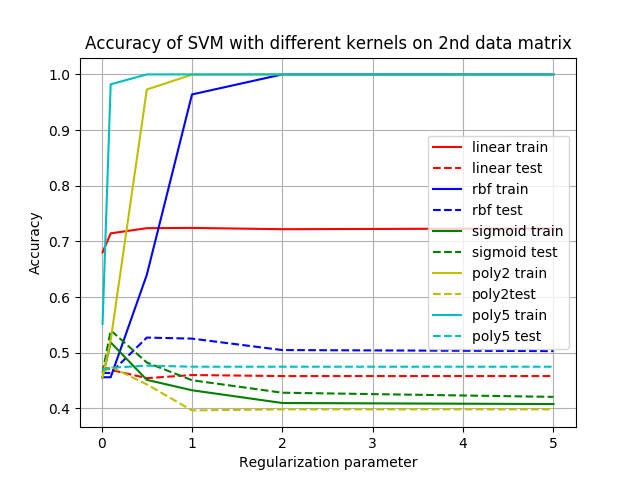 Accuracy of SVM with different kernels on 2nd data matrix
1.0
0.9
0.8
0.7
0.6
0.5
0.4
Accuracy
linear train
linear test
rbf train
rbf test
sigmoid train
sigmoid test
poly2 train
poly2test
poly5 train
poly5 test
0 1 2 3 4 5
Regularization parameter